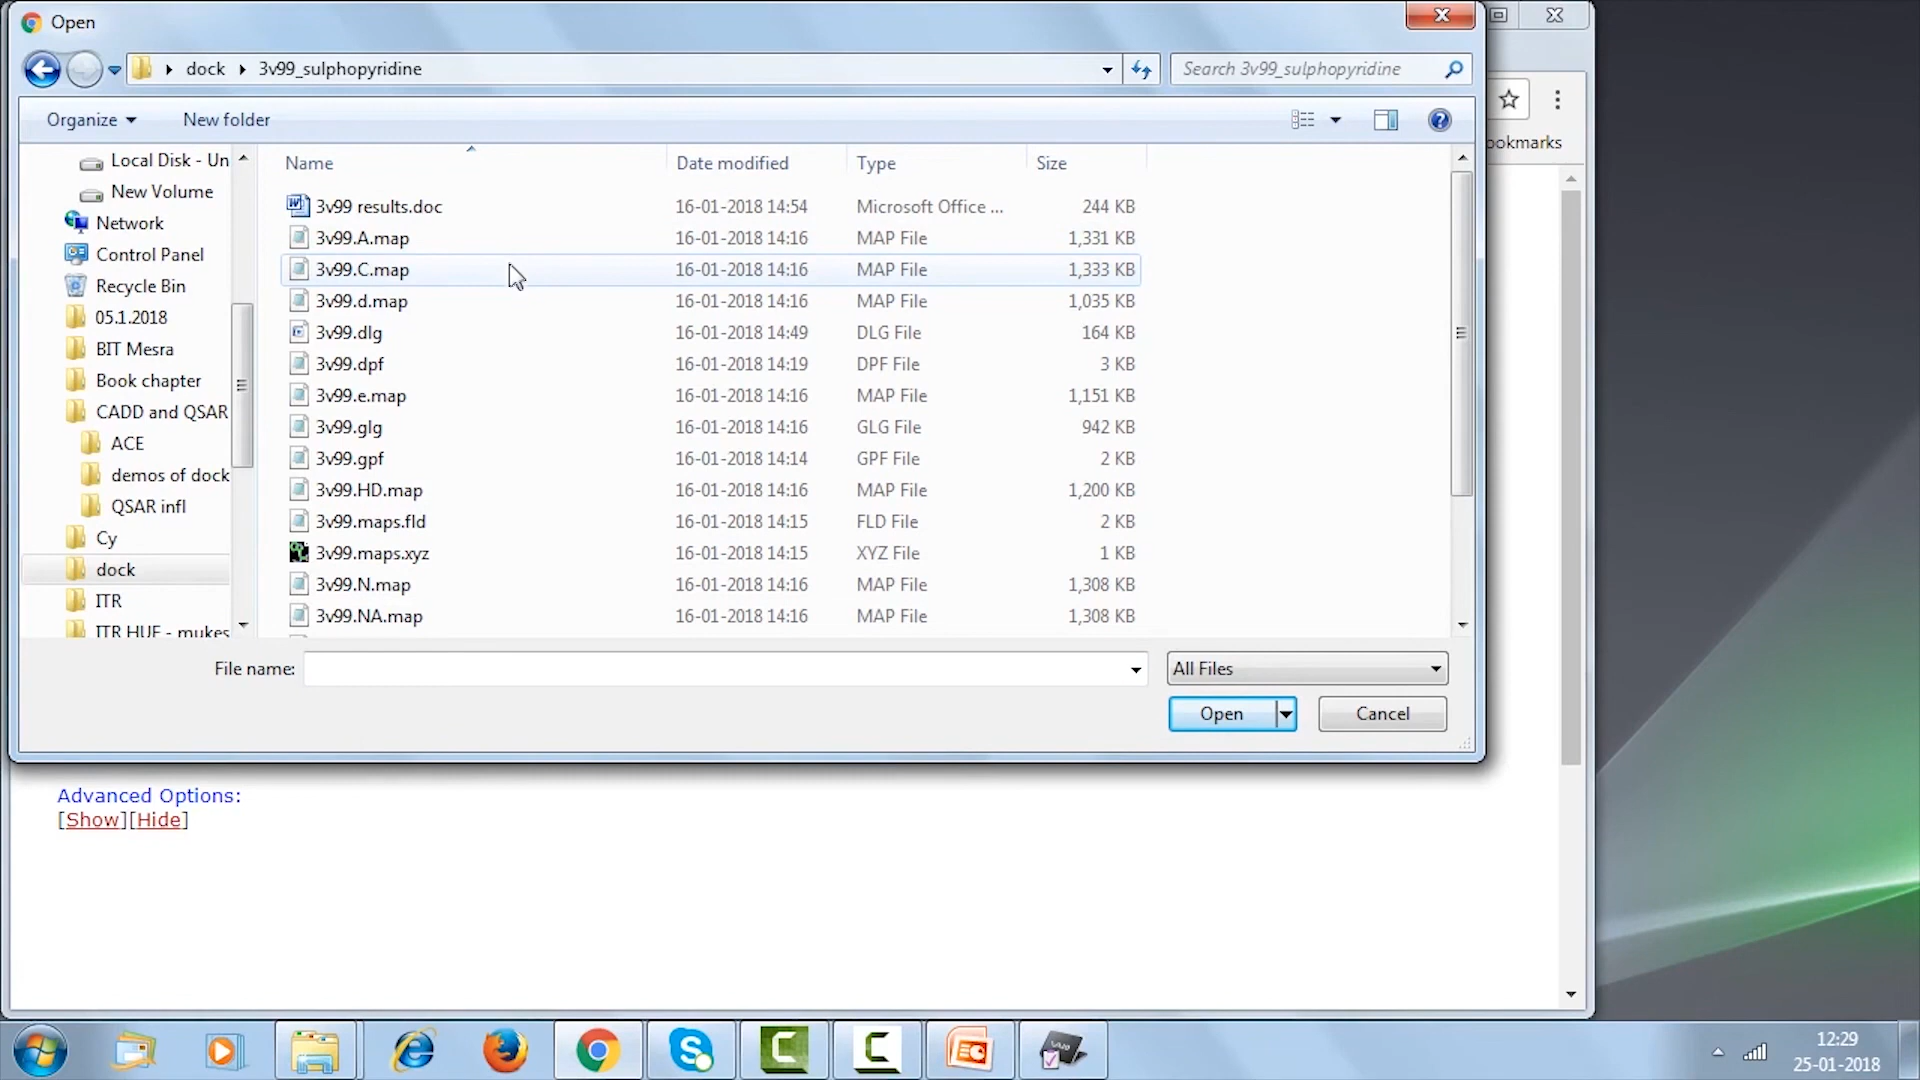 Open
dock 3v99_sulphopyridine
Search 3v99_sulphopyridine
Organize New folder
ookmarks
Local Disk - Un
New Volume
Network
Control Panel
Recycle Bin
05.1.2018
BIT Mesra
Book chapter
CADD and QSAR
ACE
demos of dock
QSAR infl
Cy
dock
ITR
ITR HUF - mukes
Name Date modified Type Size
3v99 results.doc 16-01-2018 14:54 Microsoft Office ... 244 KB
3v99.A.map 16-01-2018 14:16 MAP File 1,331 KB
3v99.C.map 16-01-2018 14:16 MAP File 1,333 KB
3v99.d.map 16-01-2018 14:16 MAP File 1,035 KB
3v99.dlg 16-01-2018 14:49 DLG File 164 KB
3v99.dpf 16-01-2018 14:19 DPF File 3 KB
3v99.e.map 16-01-2018 14:16 MAP File 1,151 KB
3v99.glg 16-01-2018 14:16 GLG File 942 KB
3v99.gpf 16-01-2018 14:14 GPF File 2 KB
3v99.HD.map 16-01-2018 14:16 MAP File 1,200 KB
3v99.maps.fld 16-01-2018 14:15 FLD File 2 KB
3v99.maps.xyz 16-01-2018 14:15 XYZ File 1 KB
3v99.N.map 16-01-2018 14:16 MAP File 1,308 KB
3v99.NA.map 16-01-2018 14:16 MAP File 1,308 KB
File name: All Files
Open Cancel
Advanced Options:
[Show][Hide]
12:29
25-01-2018